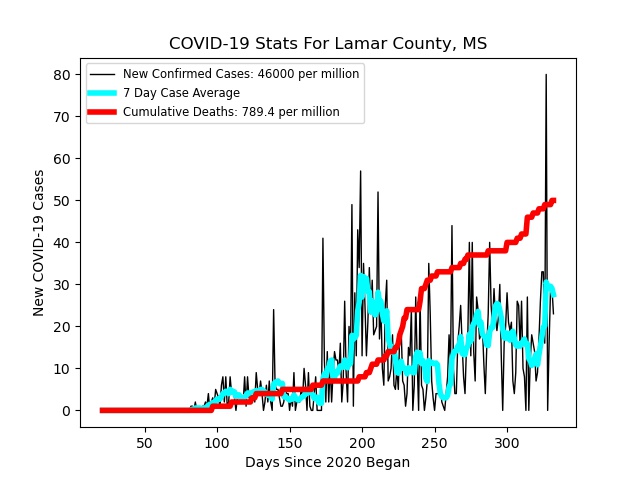 COVID-19 Stats For Lamar County, MS
New Confirmed Cases: 46000 per million
7 Day Case Average
Cumulative Deaths: 789.4 per million
New COVID-19 Cases
80
70
60
50
40
30
20
10
0
50 100 150 200 250 300
Days Since 2020 Began